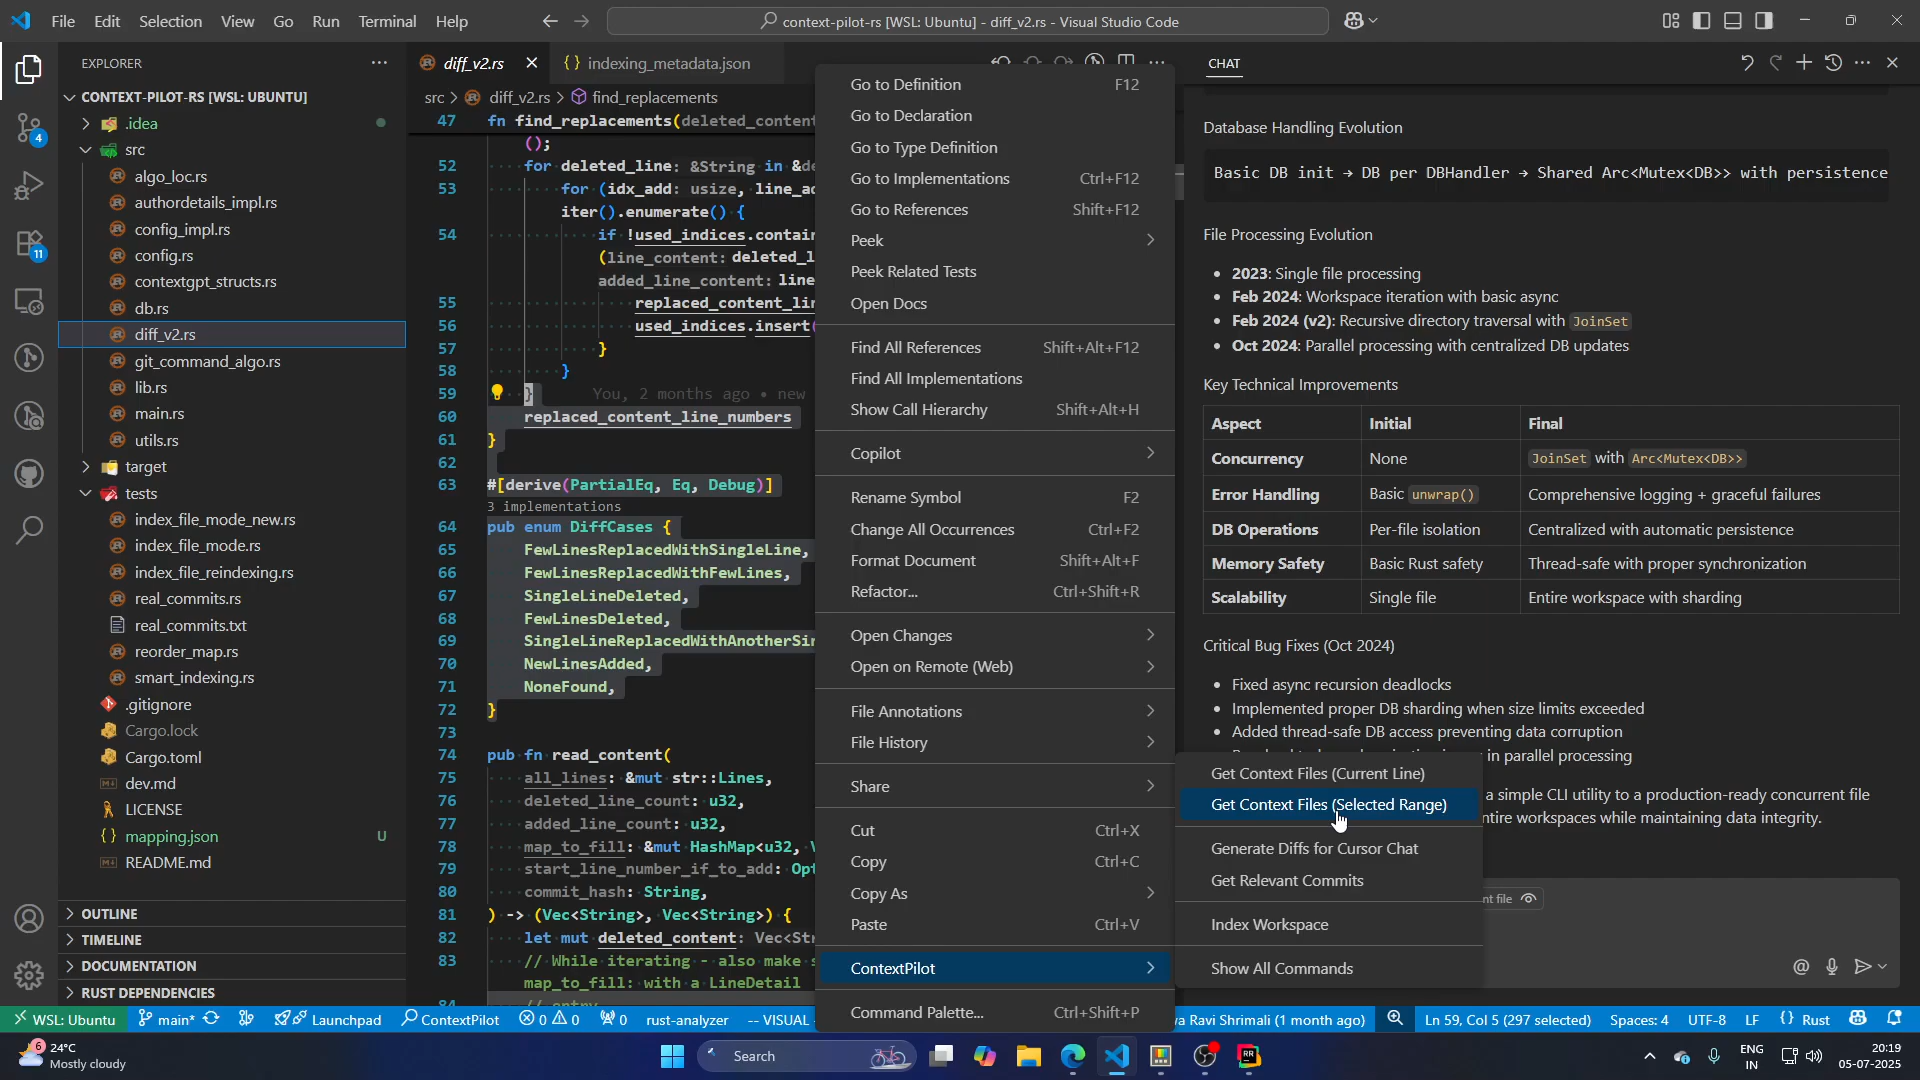 File Edit Selection View Go Run Terminal Help
context-pilot-rs [WSL: Ubuntu] - diff_v2.rs - Visual Studio Code
EXPLORER
CONTEXT-PILOT-RS [WSL: UBUNTU]
.idea
src
algo_loc.rs
authordetails_impl.rs
config_impl.rs
config.rs
contextgpt_structs.rs
db.rs
diff_v2.rs
git_command_algo.rs
lib.rs
main.rs
utils.rs
target
tests
index_file_mode_new.rs
index_file_mode.rs
index_file_reindexing.rs
real_commits.rs
real_commits.txt
reorder_map.rs
smart_indexing.rs
.gitignore
Cargo.lock
Cargo.toml
dev.md
LICENSE
mapping.json U
README.md
OUTLINE
TIMELINE
DOCUMENTATION
RUST DEPENDENCIES
4
11
diff_v2.rs
{} indexing_metadata.json
src > diff_v2.rs > find_replacements
47 fn find_replacements(deleted_content
();
52 for deleted_line: &String in &de
53 for (idx_add: usize, line_ad
iter().enumerate() {
54 if !used_indices.contain
(line_content: deleted_l
added_line_content: line
55 replaced_content_lin
56 used_indices.insert(
57 }
58 }
59 } You, 2 months ago • new
60 replaced_content_line_numbers
61 }
62
63 #[derive(PartialEq, Eq, Debug)]
3 implementations
64 pub enum DiffCases {
65 FewLinesReplacedWithSingleLine,
66 FewLinesReplacedWithFewLines,
67 SingleLineDeleted,
68 FewLinesDeleted,
69 SingleLineReplacedWithAnotherSin
70 NewLinesAdded,
71 NoneFound,
72 }
73
74 pub fn read_content(
75 all_lines: &mut str::Lines,
76 deleted_line_count: u32,
77 added_line_count: u32,
78 map_to_fill: &mut HashMap<u32, V
79 start_line_number_if_to_add: Opt
80 commit_hash: String,
81 ) -> (Vec<String>, Vec<String>) {
82 let mut deleted_content: Vec<Str
83 // While iterating - also make s
map_to_fill: with a LineDetail
84 // entry
Go to Definition F12
Go to Declaration
Go to Type Definition
Go to Implementations Ctrl+F12
Go to References Shift+F12
Peek
Peek Related Tests
Open Docs
Find All References Shift+Alt+F12
Find All Implementations
Show Call Hierarchy Shift+Alt+H
Copilot
Rename Symbol F2
Change All Occurrences Ctrl+F2
Format Document Shift+Alt+F
Refactor... Ctrl+Shift+R
Open Changes
Open on Remote (Web)
File Annotations
File History
Share
Cut Ctrl+X
Copy Ctrl+C
Copy As
Paste Ctrl+V
ContextPilot
Command Palette... Ctrl+Shift+P
Get Context Files (Current Line)
Get Context Files (Selected Range)
Generate Diffs for Cursor Chat
Get Relevant Commits
Index Workspace
Show All Commands
CHAT
Database Handling Evolution
Basic DB init → DB per DBHandler → Shared Arc<Mutex<DB>> with persistence
File Processing Evolution
• 2023: Single file processing
• Feb 2024: Workspace iteration with basic async
• Feb 2024 (v2): Recursive directory traversal with JoinSet
• Oct 2024: Parallel processing with centralized DB updates
Key Technical Improvements
Aspect Initial Final
Concurrency None JoinSet with Arc<Mutex<DB>>
Error Handling Basic unwrap() Comprehensive logging + graceful failures
DB Operations Per-file isolation Centralized with automatic persistence
Memory Safety Basic Rust safety Thread-safe with proper synchronization
Scalability Single file Entire workspace with sharding
Critical Bug Fixes (Oct 2024)
• Fixed async recursion deadlocks
• Implemented proper DB sharding when size limits exceeded
• Added thread-safe DB access preventing data corruption
in parallel processing
a simple CLI utility to a production-ready concurrent file
ntire workspaces while maintaining data integrity.
nt file
WSL: Ubuntu main* Launchpad ContextPilot 0 0 0 rust-analyzer -- VISUAL a Ravi Shrimali (1 month ago) Ln 59, Col 5 (297 selected) Spaces: 4 UTF-8 LF {} Rust
6
24°C
Mostly cloudy
Search
ENG
IN
20:19
05-07-2025